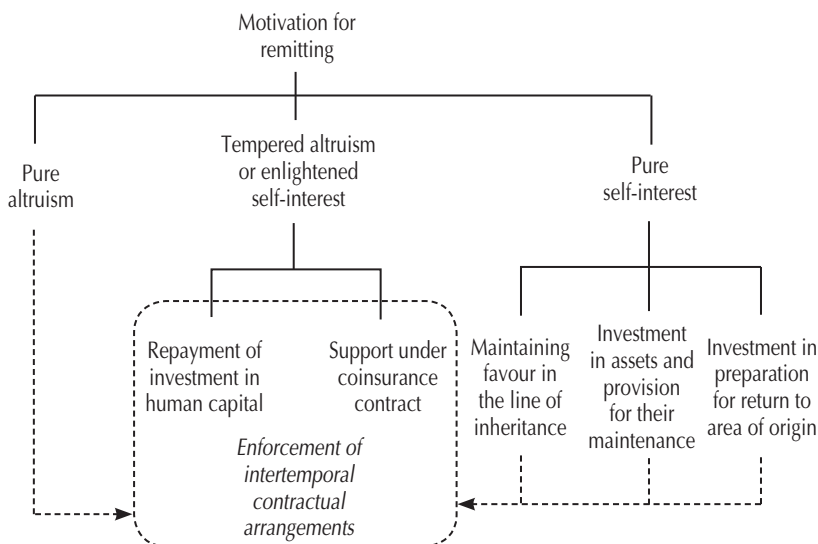 Motivation for
remitting
Pure
altruism
Tempered altruism
or enlightened
self-interest
Pure
self-interest
Repayment of
investment in
human capital
Support under
coinsurance
contract
Enforcement of
intertemporal
contractual
arrangements
Maintaining
favour in
the line of
inheritance
Investment
in assets and
provision
for their
maintenance
Investment in
preparation
for return to
area of origin